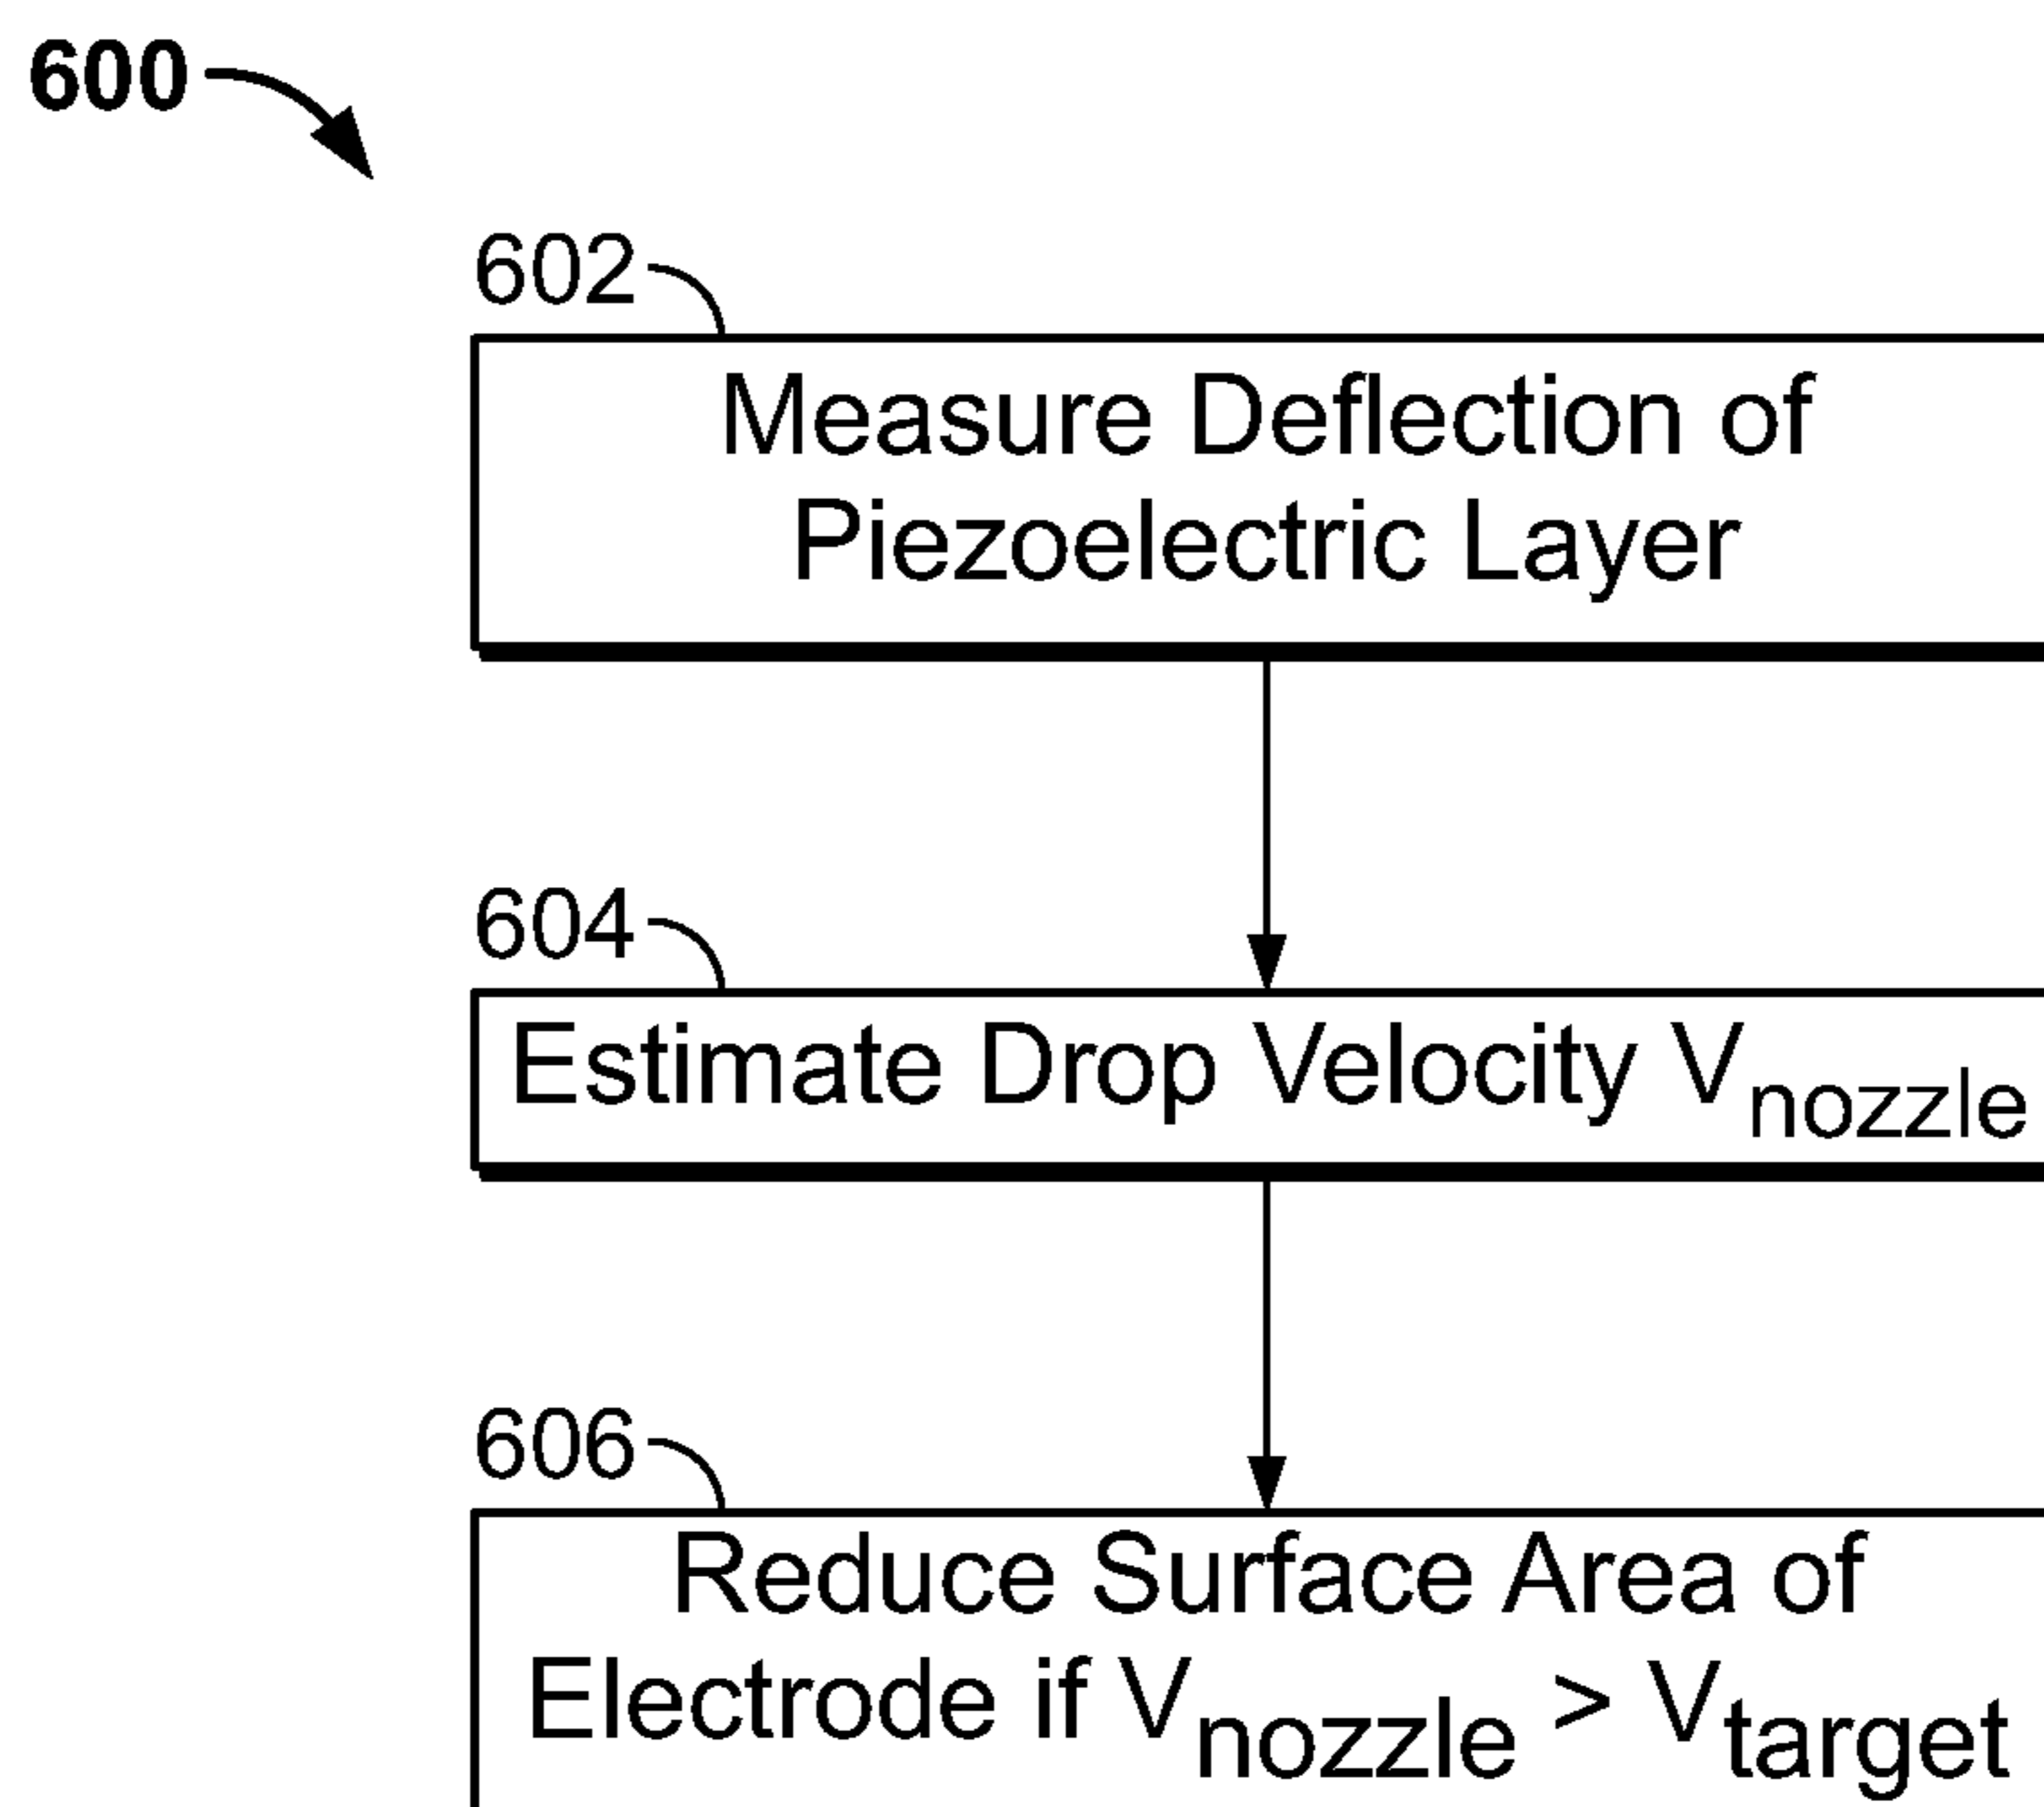 600
602
Measure Deflection of
Piezoelectric Layer
604
Estimate Drop Velocity Vnozzle
606
Reduce Surface Area of
Electrode if Vnozzle > Vtarget